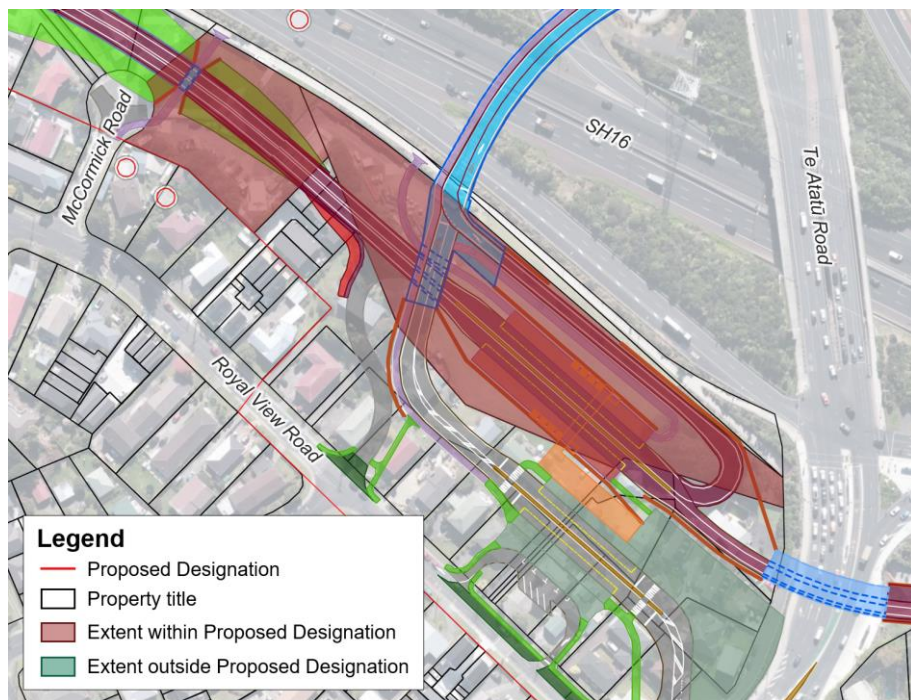 McCormick Road
SH16
Te Atatū Road
Royal View Road
Legend
Proposed Designation
Property title
Extent within Proposed Designation
Extent outside Proposed Designation